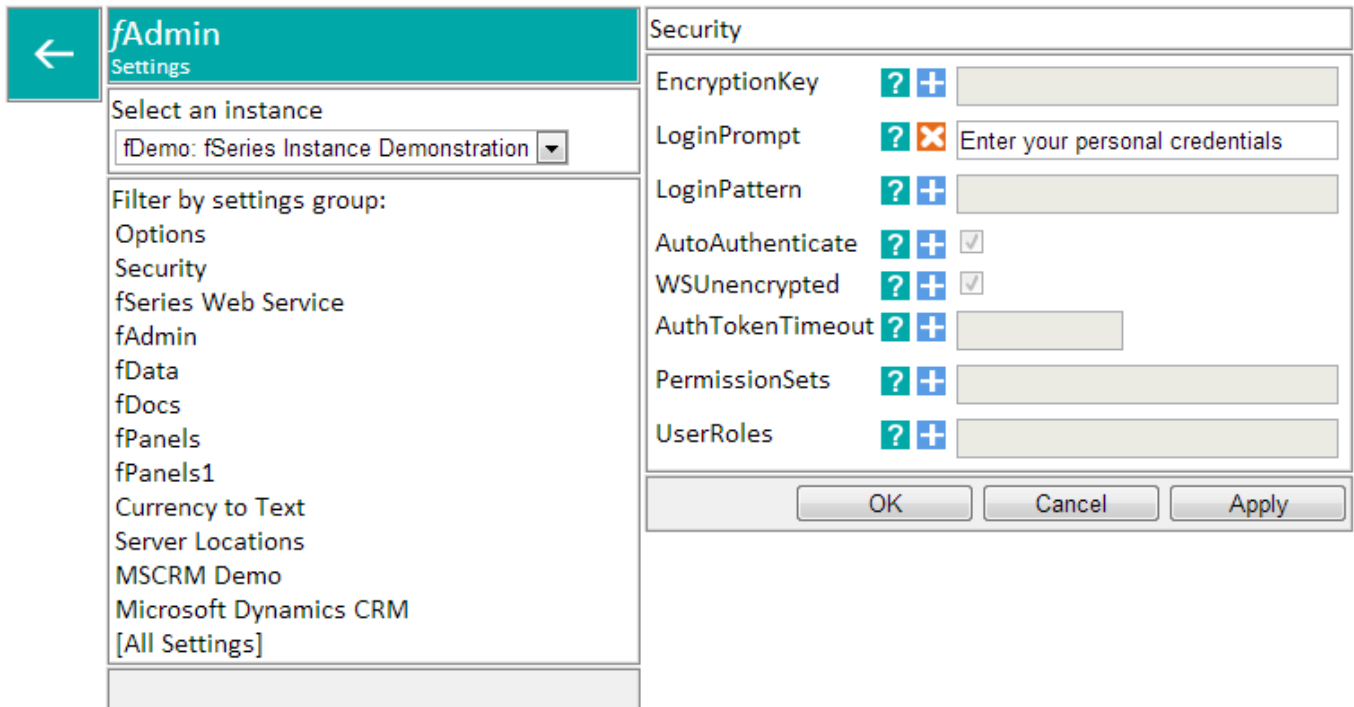 fAdmin
Settings
Select an instance
fDemo: fSeries Instance Demonstration
Filter by settings group:
Options
Security
fSeries Web Service
fAdmin
fData
fDocs
fPanels
fPanels1
Currency to Text
Server Locations
MSCRM Demo
Microsoft Dynamics CRM
[All Settings]
Security
EncryptionKey ? +
LoginPrompt ? Enter your personal credentials
LoginPattern ? +
AutoAuthenticate ? +
WSUnencrypted ? +
AuthTokenTimeout ? +
PermissionSets ? +
UserRoles ? +
OK Cancel Apply